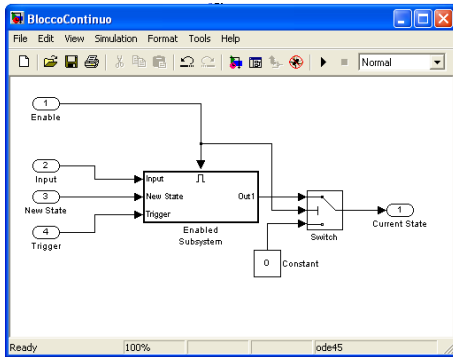 BloccoContinuo
File Edit View Simulation Format Tools Help
Normal
1
Enable
2
Input
3
New State
4
Trigger
Input
New State
Trigger
Out1
Enabled
Subsystem
Switch
1
Current State
0
Constant
Ready 100% ode45